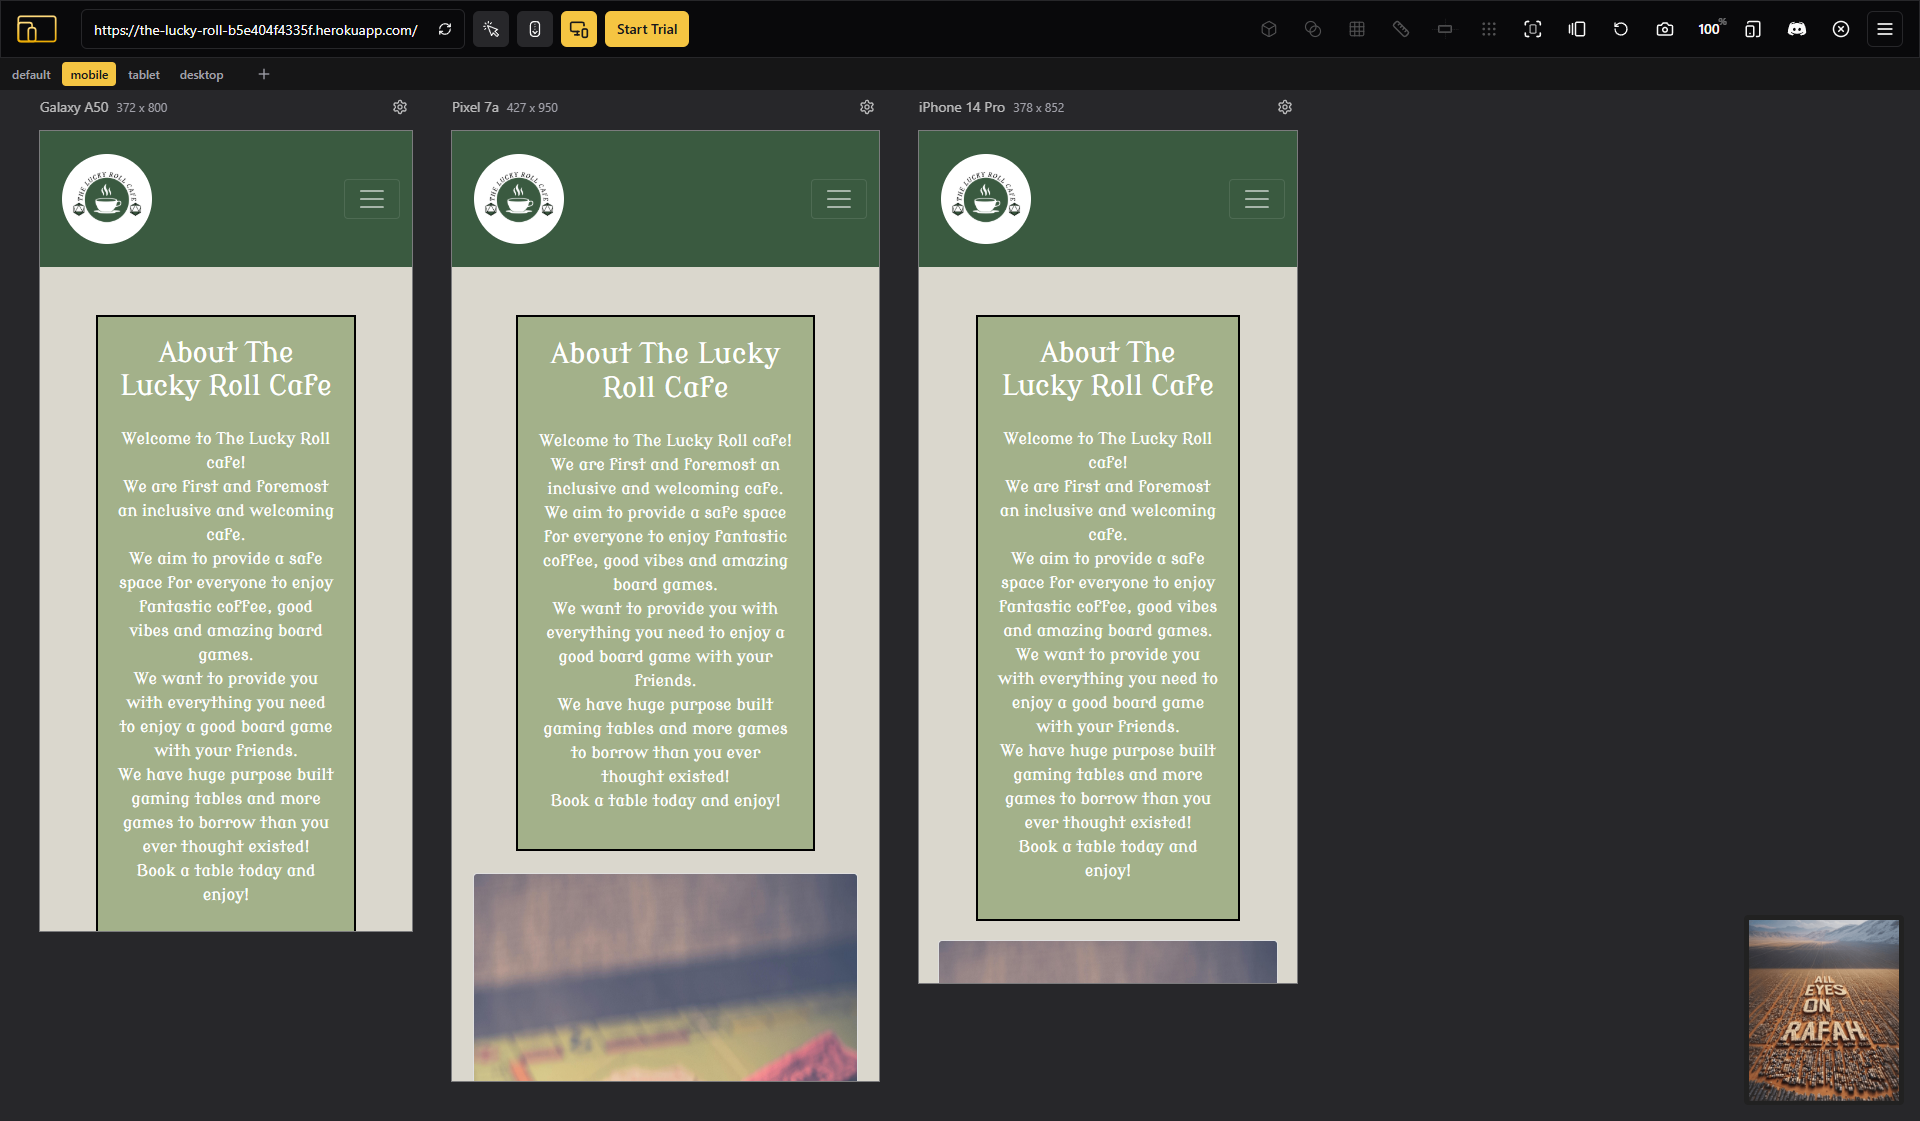 https://the-lucky-roll-b5e404f4335f.herokuapp.com/
Start Trial
100%
default
mobile
tablet
desktop
Galaxy A50 372 x 800
THE LUCKY ROLL CAFE
About The
Lucky Roll Cafe
Welcome to The Lucky Roll
cafe!
We are first and foremost
an inclusive and welcoming
cafe.
We aim to provide a safe
space for everyone to enjoy
fantastic coffee, good
vibes and amazing board
games.
We want to provide you
with everything you need
to enjoy a good board game
with your friends.
We have huge purpose built
gaming tables and more
games to borrow than you
ever thought existed!
Book a table today and
enjoy!
Pixel 7a 427 x 950
THE LUCKY ROLL CAFE
About The Lucky
Roll Cafe
Welcome to The Lucky Roll cafe!
We are first and foremost an
inclusive and welcoming cafe.
We aim to provide a safe space
for everyone to enjoy fantastic
coffee, good vibes and amazing
board games.
We want to provide you with
everything you need to enjoy a
good board game with your
friends.
We have huge purpose built
gaming tables and more games
to borrow than you ever
thought existed!
Book a table today and enjoy!
iPhone 14 Pro 378 x 852
THE LUCKY ROLL CAFE
About The
Lucky Roll Cafe
Welcome to The Lucky Roll
cafe!
We are first and foremost
an inclusive and welcoming
cafe.
We aim to provide a safe
space for everyone to enjoy
fantastic coffee, good vibes
and amazing board games.
We want to provide you
with everything you need to
enjoy a good board game
with your friends.
We have huge purpose built
gaming tables and more
games to borrow than you
ever thought existed!
Book a table today and
enjoy!
ALL
EYES
ON
RAFAH